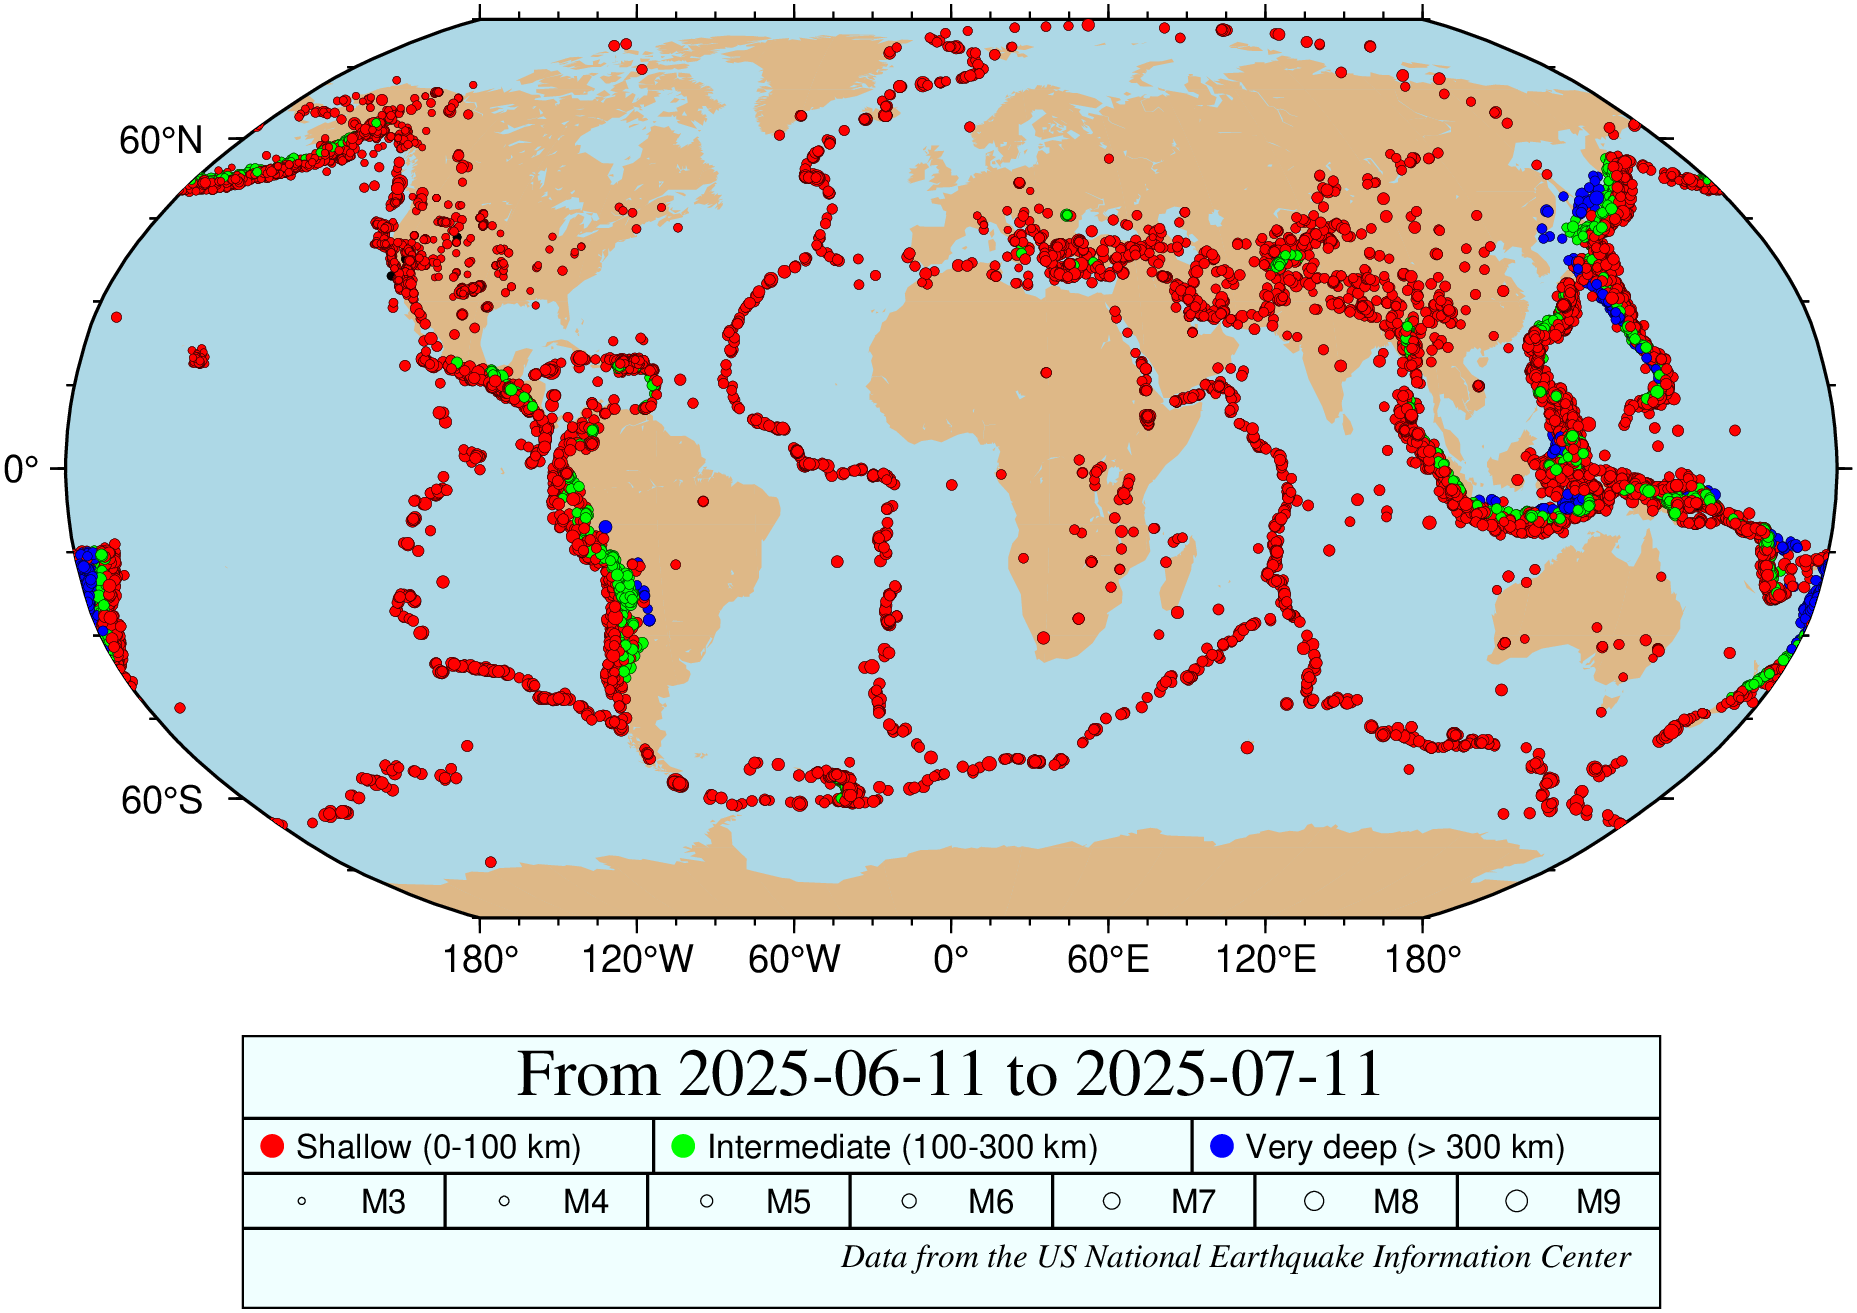 60°N
0°
60°S
180° 120°W 60°W 0° 60°E 120°E 180°
From 2025-06-11 to 2025-07-11
Shallow (0-100 km) Intermediate (100-300 km) Very deep (> 300 km)
M3 M4 M5 M6 M7 M8 M9
Data from the US National Earthquake Information Center